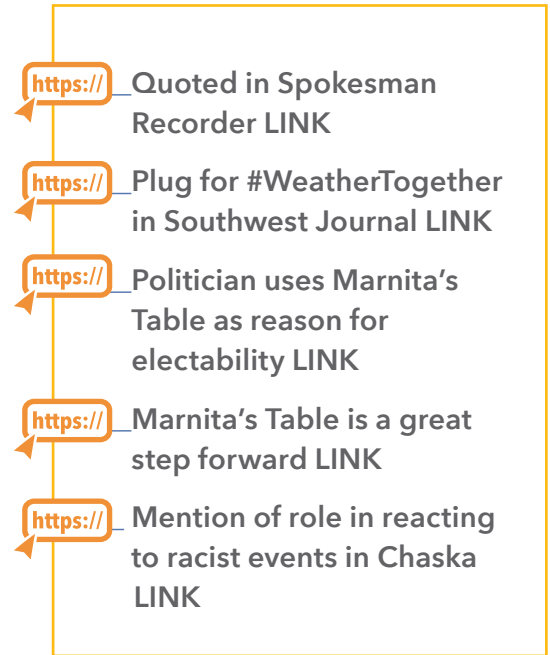 https:// Quoted in Spokesman
Recorder LINK
https:// Plug for #WeatherTogether
in Southwest Journal LINK
https:// Politician uses Marnita’s
Table as reason for
electability LINK
https:// Marnita’s Table is a great
step forward LINK
https:// Mention of role in reacting
to racist events in Chaska
LINK